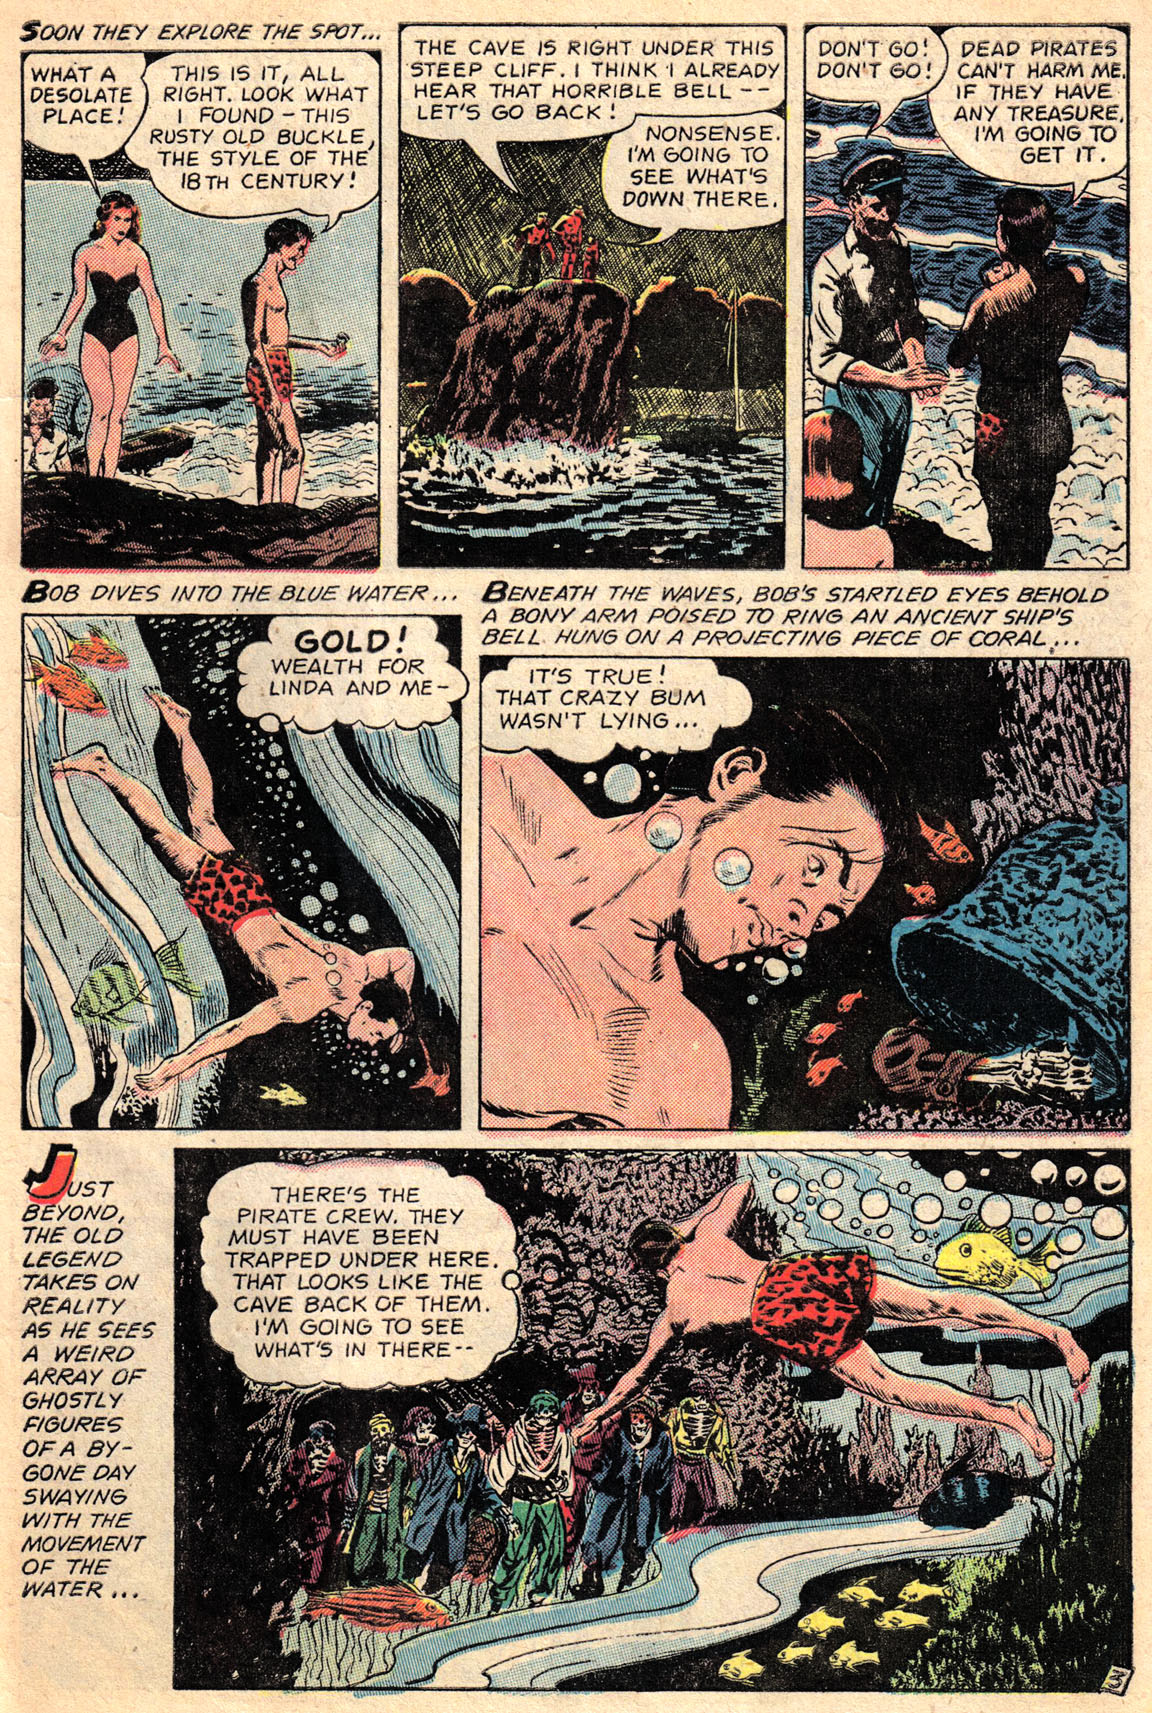 SOON THEY EXPLORE THE SPOT...
WHAT A
DESOLATE
PLACE!
THIS IS IT, ALL
RIGHT. LOOK WHAT
I FOUND - THIS
RUSTY OLD BUCKLE,
THE STYLE OF THE
18TH CENTURY!
THE CAVE IS RIGHT UNDER THIS
STEEP CLIFF. I THINK I ALREADY
HEAR THAT HORRIBLE BELL --
LET'S GO BACK!
NONSENSE.
I'M GOING TO
SEE WHAT'S
DOWN THERE.
DON'T GO!
DON'T GO!
DEAD PIRATES
CAN'T HARM ME.
IF THEY HAVE
ANY TREASURE,
I'M GOING TO
GET IT.
BOB DIVES INTO THE BLUE WATER...
GOLD!
WEALTH FOR
LINDA AND ME-
BENEATH THE WAVES, BOB'S STARTLED EYES BEHOLD
A BONY ARM POISED TO RING AN ANCIENT SHIP'S
BELL HUNG ON A PROJECTING PIECE OF CORAL...
IT'S TRUE!
THAT CRAZY BUM
WASN'T LYING...
JUST
BEYOND,
THE OLD
LEGEND
TAKES ON
REALITY
AS HE SEES
A WEIRD
ARRAY OF
GHOSTLY
FIGURES
OF A BY-
GONE DAY
SWAYING
WITH THE
MOVEMENT
OF THE
WATER...
THERE'S THE
PIRATE CREW. THEY
MUST HAVE BEEN
TRAPPED UNDER HERE.
THAT LOOKS LIKE THE
CAVE BACK OF THEM.
I'M GOING TO SEE
WHAT'S IN THERE--
3